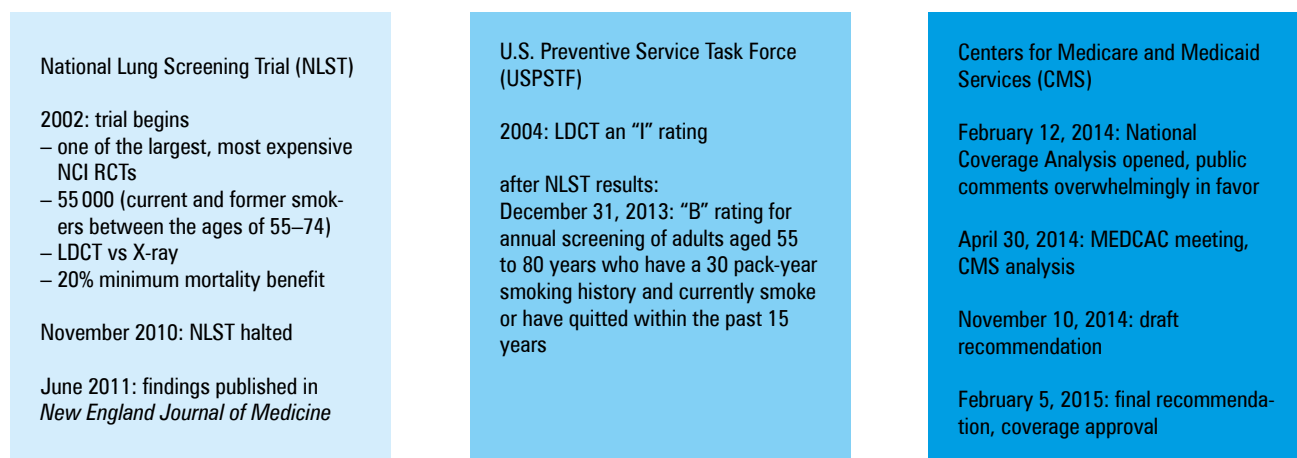 National Lung Screening Trial (NLST)
2002: trial begins
– one of the largest, most expensive
NCI RCTs
– 55 000 (current and former smok-
ers between the ages of 55–74)
– LDCT vs X-ray
– 20% minimum mortality benefit
November 2010: NLST halted
June 2011: findings published in
New England Journal of Medicine
U.S. Preventive Service Task Force
(USPSTF)
2004: LDCT an “I” rating
after NLST results:
December 31, 2013: “B” rating for
annual screening of adults aged 55
to 80 years who have a 30 pack-year
smoking history and currently smoke
or have quitted within the past 15
years
Centers for Medicare and Medicaid
Services (CMS)
February 12, 2014: National
Coverage Analysis opened, public
comments overwhelmingly in favor
April 30, 2014: MEDCAC meeting,
CMS analysis
November 10, 2014: draft
recommendation
February 5, 2015: final recommenda-
tion, coverage approval